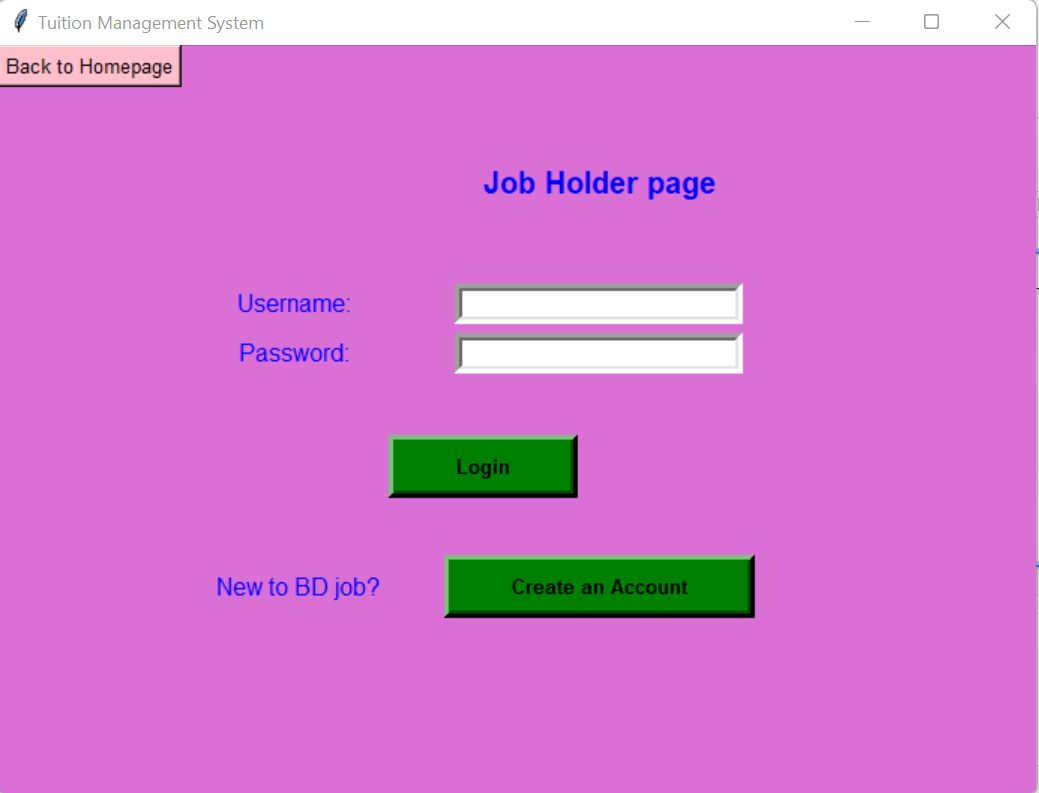 Tuition Management System
Back to Homepage
Job Holder page
Username:
Password:
Login
New to BD job?
Create an Account